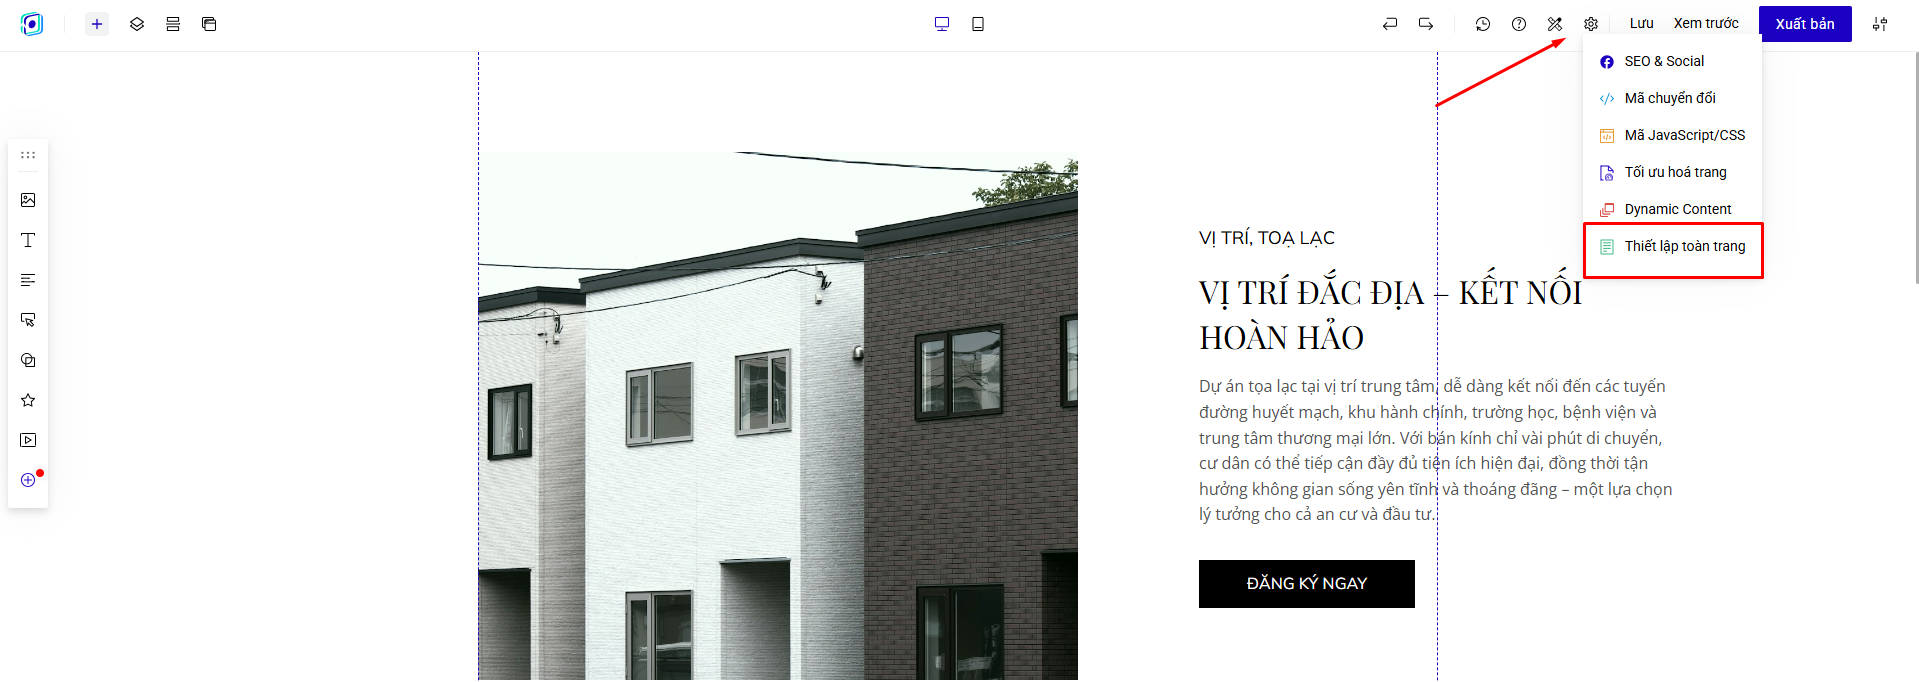 Lưu
Xem trước
Xuất bản
SEO & Social
Mã chuyển đổi
Mã JavaScript/CSS
Tối ưu hoá trang
Dynamic Content
Thiết lập toàn trang
VỊ TRÍ, TOẠ LẠC
VỊ TRÍ ĐẮC ĐỊA – KẾT NỐI
HOÀN HẢO
Dự án tọa lạc tại vị trí trung tâm, dễ dàng kết nối đến các tuyến
đường huyết mạch, khu hành chính, trường học, bệnh viện và
trung tâm thương mại lớn. Với bán kính chỉ vài phút di chuyển,
cư dân có thể tiếp cận đầy đủ tiện ích hiện đại, đồng thời tận
hưởng không gian sống yên tĩnh và thoáng đãng – một lựa chọn
lý tưởng cho cả an cư và đầu tư.
ĐĂNG KÝ NGAY